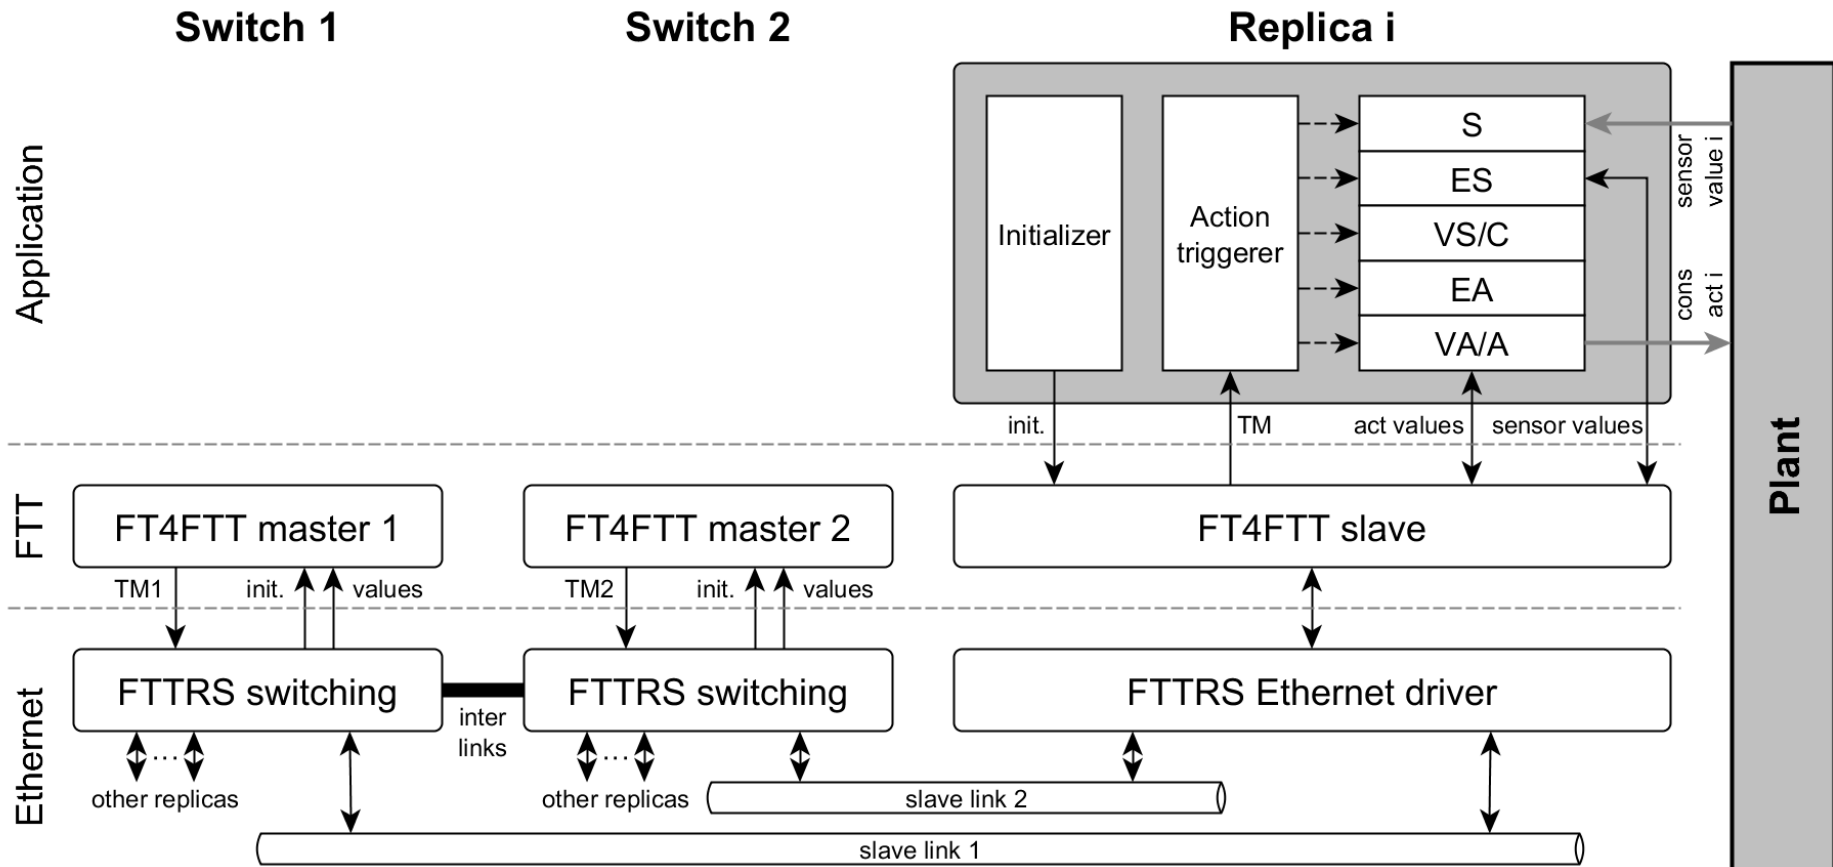 Switch 1
Switch 2
Replica i
Application
Initializer
Action
triggerer
S
ES
VS/C
EA
VA/A
sensor
value i
cons
act i
Plant
init.
TM
act values
sensor values
FTT
FT4FTT master 1
FT4FTT master 2
FT4FTT slave
TM1
init.
values
TM2
init.
values
Ethernet
FTTRS switching
inter
links
FTTRS switching
FTTRS Ethernet driver
...
other replicas
...
other replicas
slave link 2
slave link 1